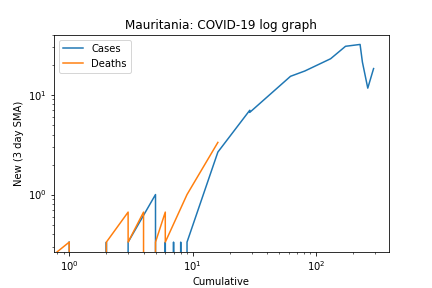 Mauritania: COVID-19 log graph
Cases
Deaths
New (3 day SMA)
10¹
10⁰
10⁰
10¹
10²
Cumulative